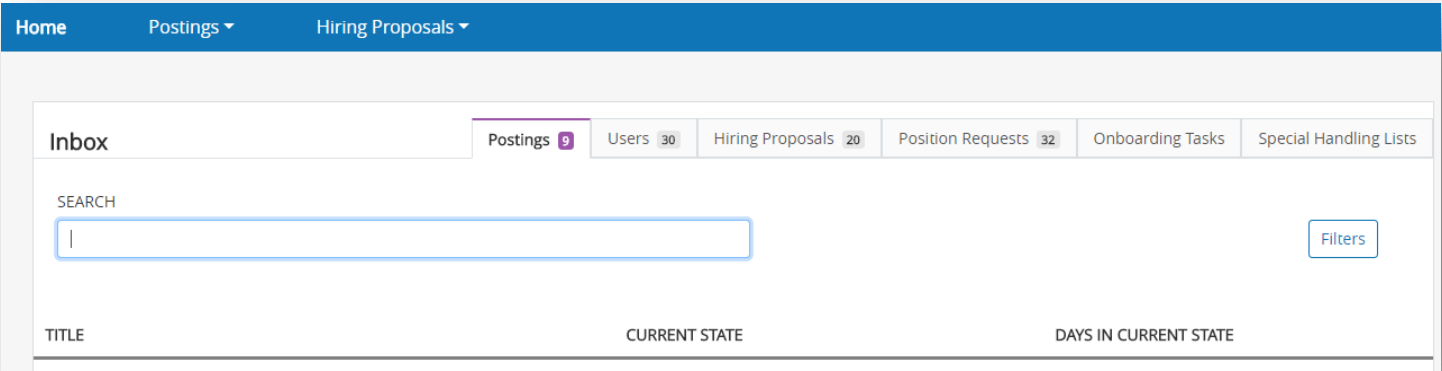 Home Postings Hiring Proposals
Inbox Postings 9 Users 30 Hiring Proposals 20 Position Requests 32 Onboarding Tasks Special Handling Lists
SEARCH
Filters
TITLE CURRENT STATE DAYS IN CURRENT STATE